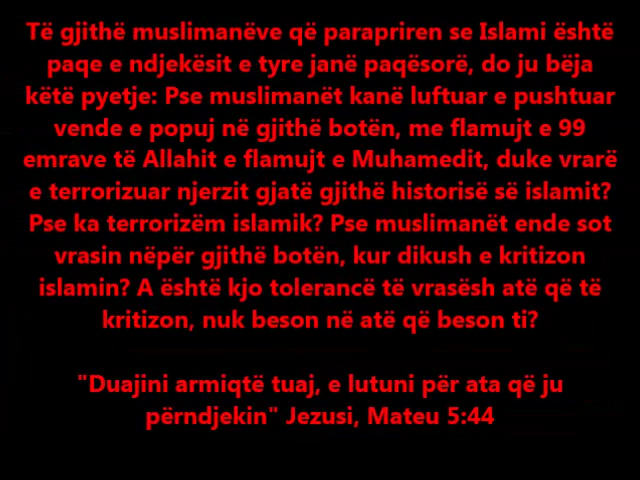 Të gjithë muslimanëve që parapriren se Islami është
paqe e ndjekësit e tyre janë paqësorë, do ju bëja
këtë pyetje: Pse muslimanët kanë luftuar e pushtuar
vende e popuj në gjithë botën, me flamujt e 99
emrave të Allahit e flamujt e Muhamedit, duke vrarë
e terrorizuar njerzit gjatë gjithë historisë së islamit?
Pse ka terrorizëm islamik? Pse muslimanët ende sot
vrasin nëpër gjithë botën, kur dikush e kritizon
islamin? A është kjo tolerancë të vrasësh atë që të
kritizon, nuk beson në atë që beson ti?
"Duajini armiqtë tuaj, e lutuni për ata që ju
përndjekin" Jezusi, Mateu 5:44